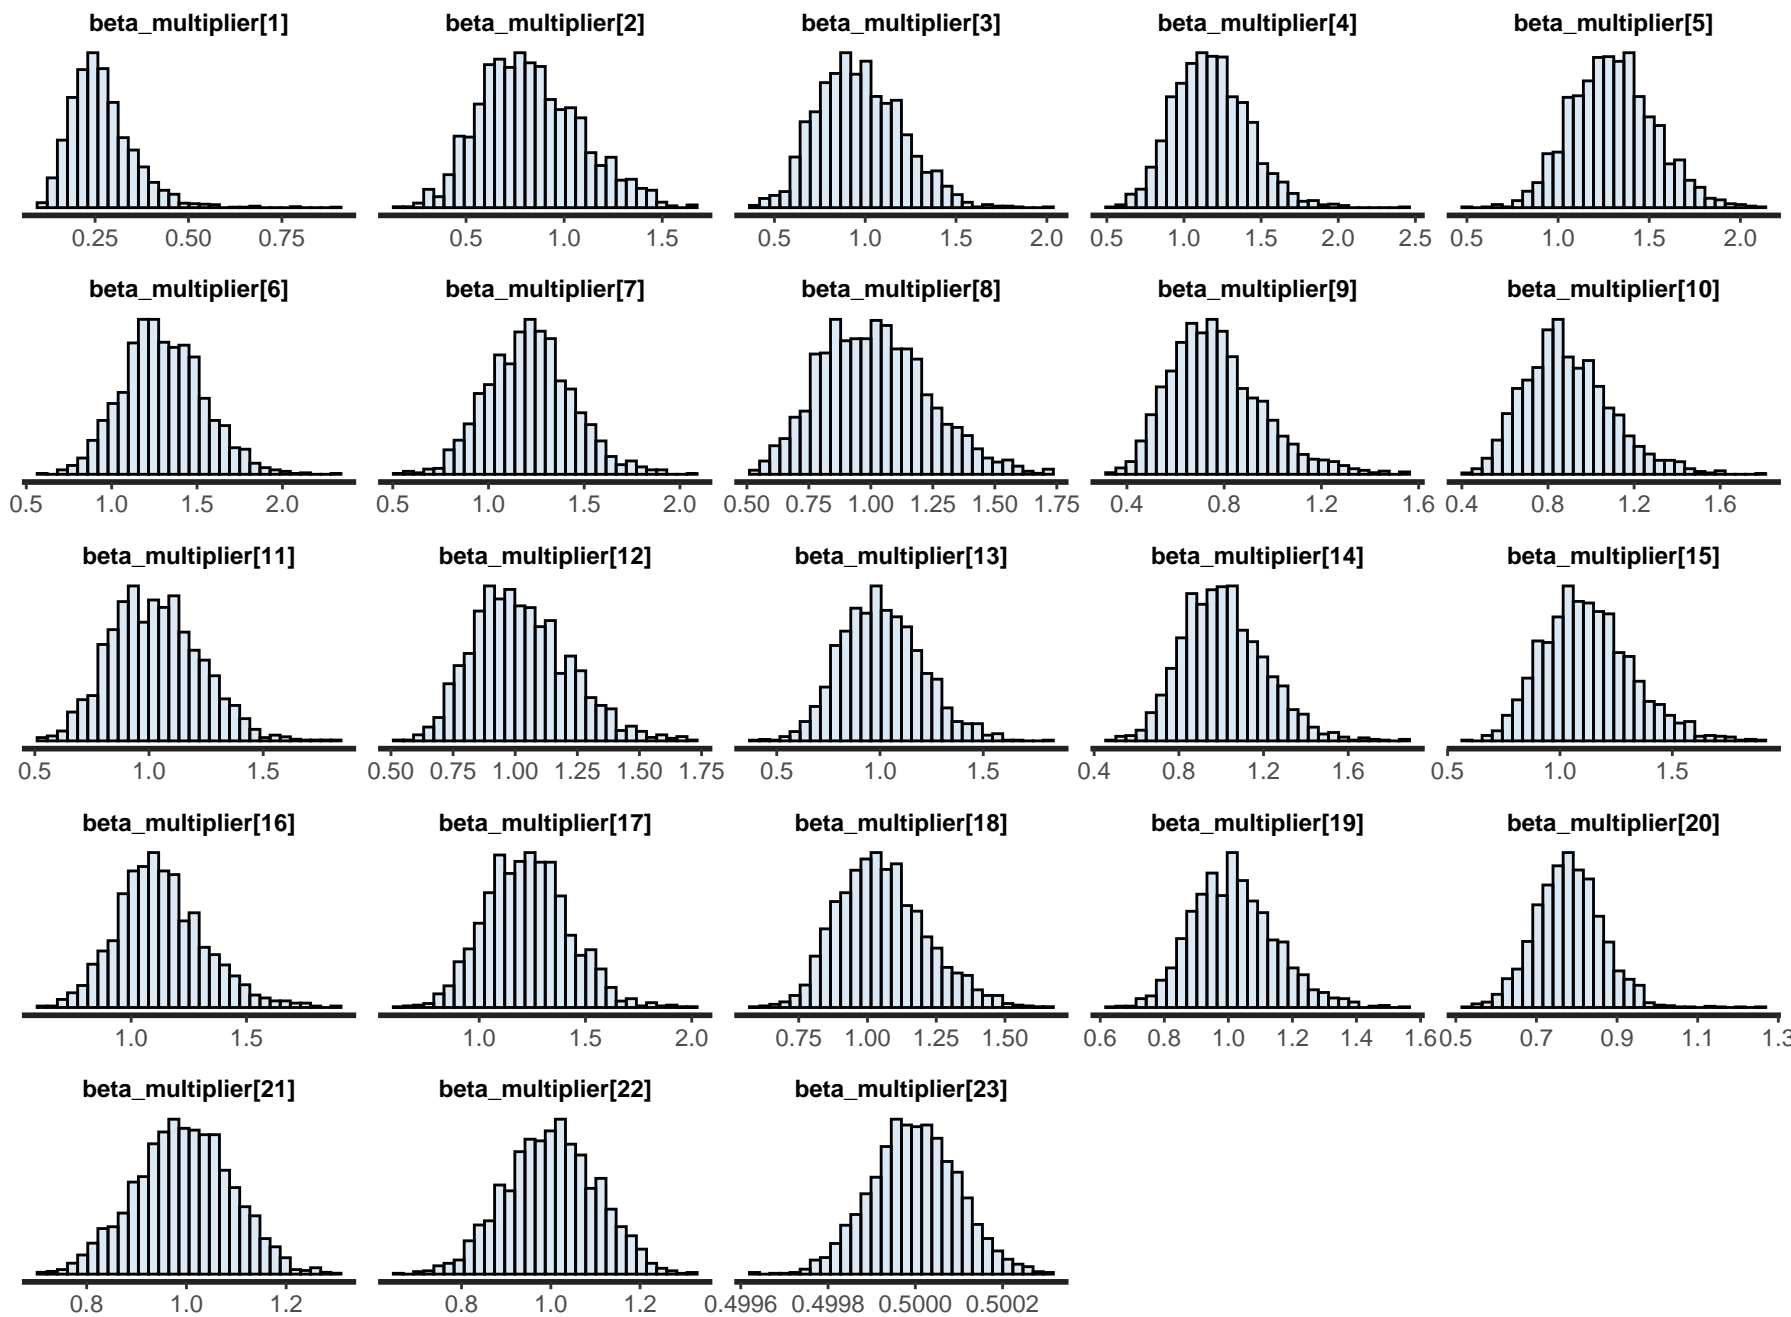 beta_multiplier[1] beta_multiplier[2] beta_multiplier[3] beta_multiplier[4] beta_multiplier[5]
0.25 0.50 0.75 0.5 1.0 1.5 0.5 1.0 1.5 2.0 0.5 1.0 1.5 2.0 2.5 0.5 1.0 1.5 2.0
beta_multiplier[6] beta_multiplier[7] beta_multiplier[8] beta_multiplier[9] beta_multiplier[10]
0.5 1.0 1.5 2.0 0.5 1.0 1.5 2.0 0.50 0.75 1.00 1.25 1.50 1.75 0.4 0.8 1.2 1.6 0.4 0.8 1.2 1.6
beta_multiplier[11] beta_multiplier[12] beta_multiplier[13] beta_multiplier[14] beta_multiplier[15]
0.5 1.0 1.5 0.50 0.75 1.00 1.25 1.50 1.75 0.5 1.0 1.5 0.4 0.8 1.2 1.6 0.5 1.0 1.5
beta_multiplier[16] beta_multiplier[17] beta_multiplier[18] beta_multiplier[19] beta_multiplier[20]
1.0 1.5 1.0 1.5 2.0 0.75 1.00 1.25 1.50 0.6 0.8 1.0 1.2 1.4 1.6 0.5 0.7 0.9 1.1 1.3
beta_multiplier[21] beta_multiplier[22] beta_multiplier[23]
0.8 1.0 1.2 0.8 1.0 1.2 0.4996 0.4998 0.5000 0.5002